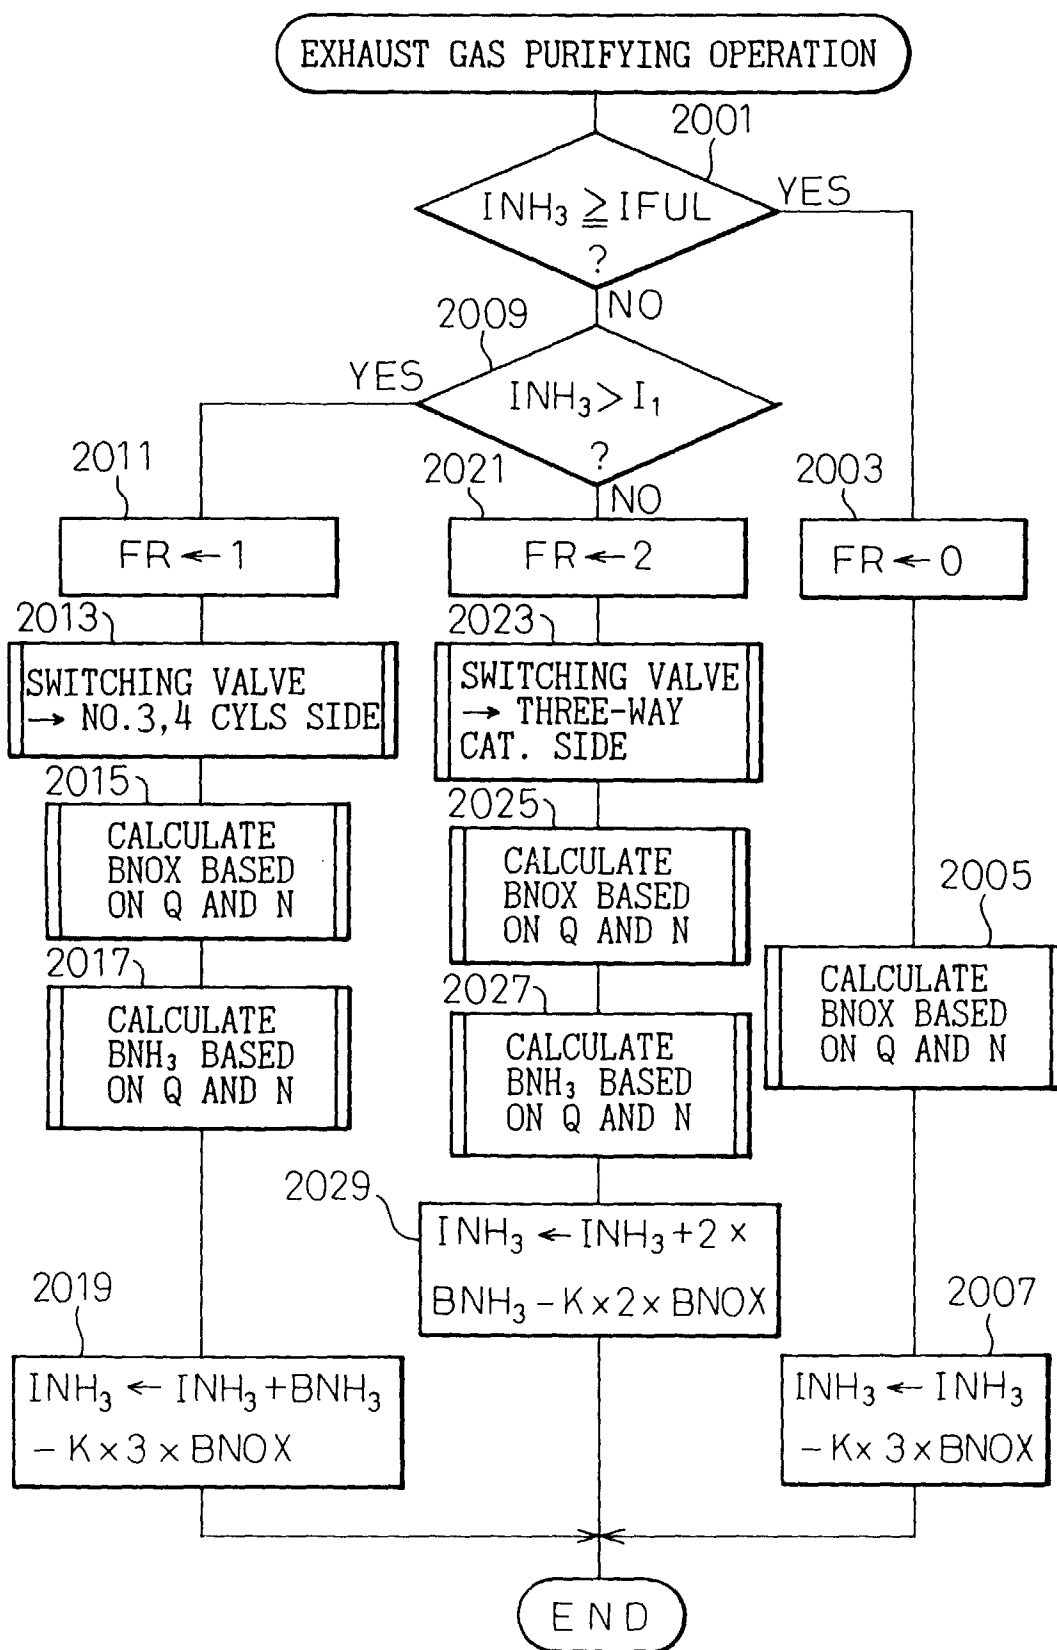 EXHAUST GAS PURIFYING OPERATION
2001
INH₃ ≧ IFUL
?
YES
NO
2009
YES
INH₃ > I₁
?
NO
2011
FR ← 1
2021
FR ← 2
2003
FR ← 0
2013
SWITCHING VALVE
→ NO.3,4 CYLS SIDE
2023
SWITCHING VALVE
→ THREE-WAY
CAT. SIDE
2015
CALCULATE
BNOX BASED
ON Q AND N
2025
CALCULATE
BNOX BASED
ON Q AND N
2005
CALCULATE
BNOX BASED
ON Q AND N
2017
CALCULATE
BNH₃ BASED
ON Q AND N
2027
CALCULATE
BNH₃ BASED
ON Q AND N
2029
INH₃ ← INH₃ + 2 ×
BNH₃ – K × 2 × BNOX
2019
INH₃ ← INH₃ + BNH₃
– K × 3 × BNOX
2007
INH₃ ← INH₃
– K × 3 × BNOX
END